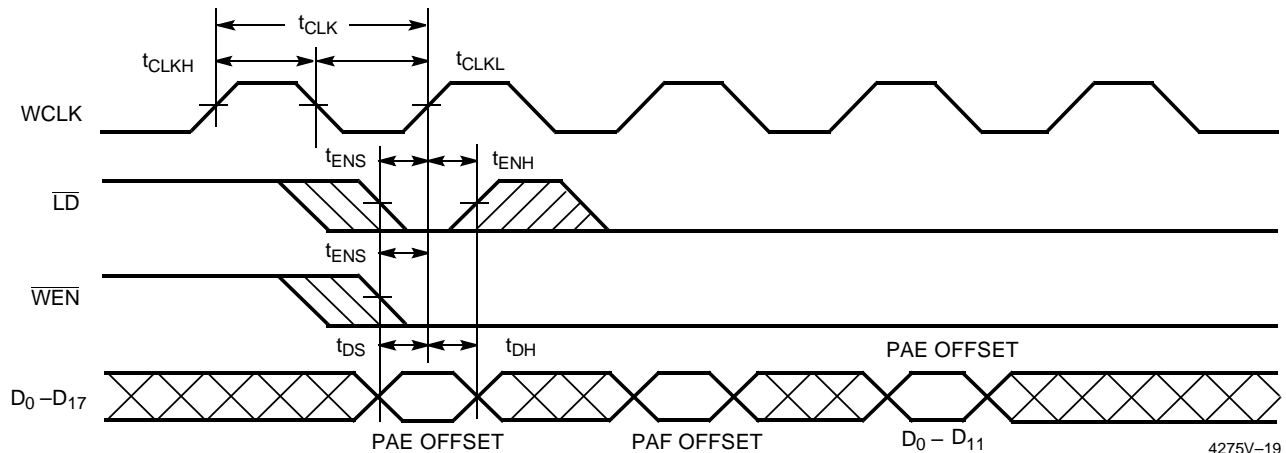 tCLK
tCLKH
tCLKL
WCLK
tENS
tENH
LD
tENS
WEN
tDS
tDH
PAE OFFSET
D0 –D17
PAE OFFSET
PAF OFFSET
D0 – D11
4275V–19